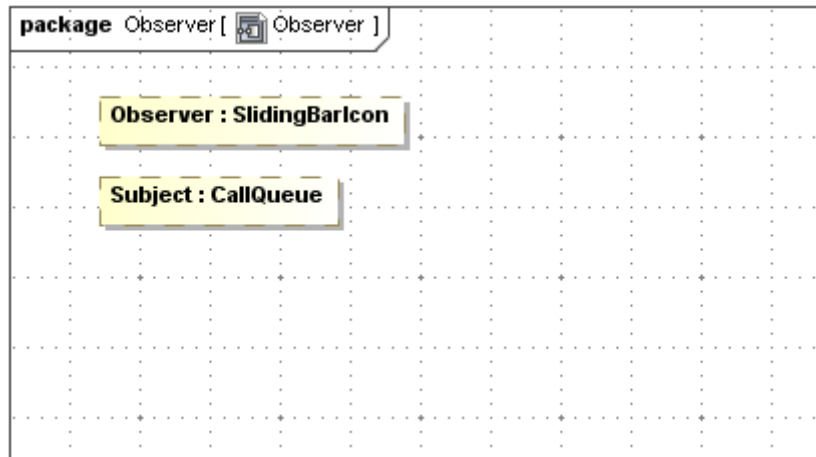 package Observer [ Observer ]
Observer : SlidingBarIcon
Subject : CallQueue